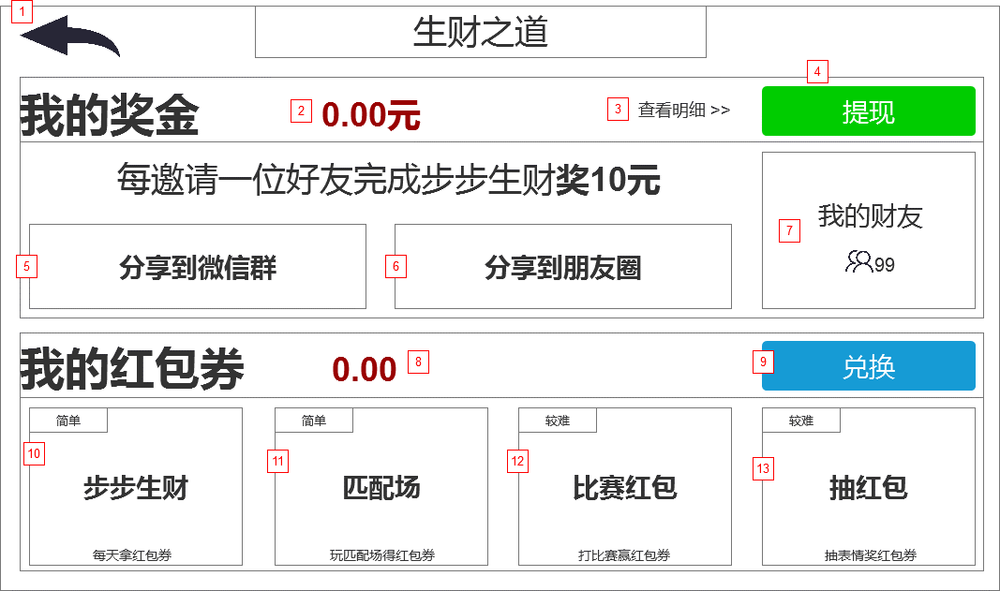 1
生财之道
4
我的奖金
2
0.00元
3
查看明细 >>
提现
每邀请一位好友完成步步生财奖10元
7
我的财友
99
5
分享到微信群
6
分享到朋友圈
我的红包券
0.00
8
9
兑换
简单
10
步步生财
每天拿红包券
简单
11
匹配场
玩匹配场得红包券
较难
12
比赛红包
打比赛赢红包券
较难
13
抽红包
抽表情奖红包券